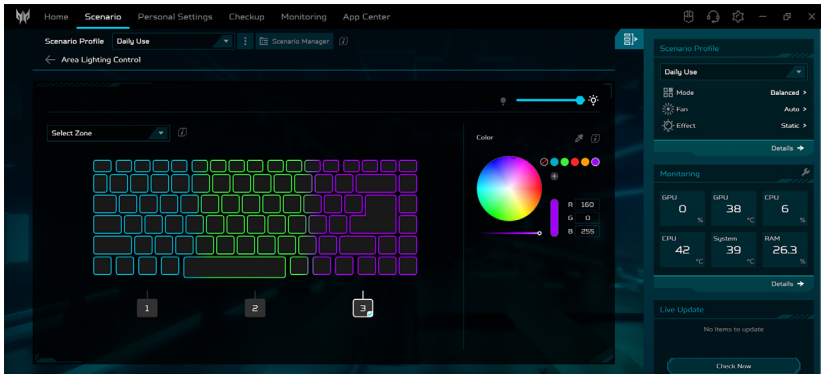 Home Scenario Personal Settings Checkup Monitoring App Center
Scenario Profile Daily Use Scenario Manager
Area Lighting Control
Select Zone
Color
R 160
G 0
B 255
1 2 3
Scenario Profile
Daily Use
Mode Balanced >
Fan Auto >
Effect Static >
Details
Monitoring
GPU GPU CPU
0 % 38 °C 6 %
CPU System RAM
42 °C 39 °C 26.3 %
Details
Live Update
No items to update
Check Now